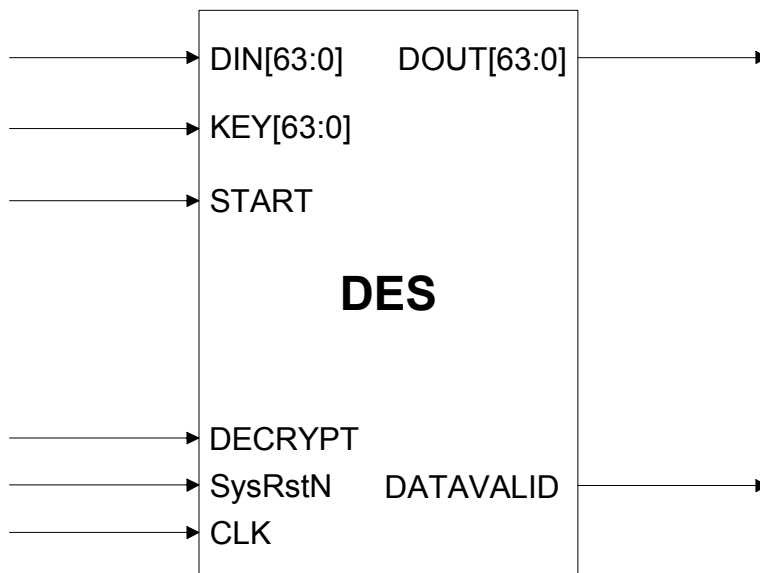 DIN[63:0] DOUT[63:0]
KEY[63:0]
START
DES
DECRYPT
SysRstN DATAVALID
CLK